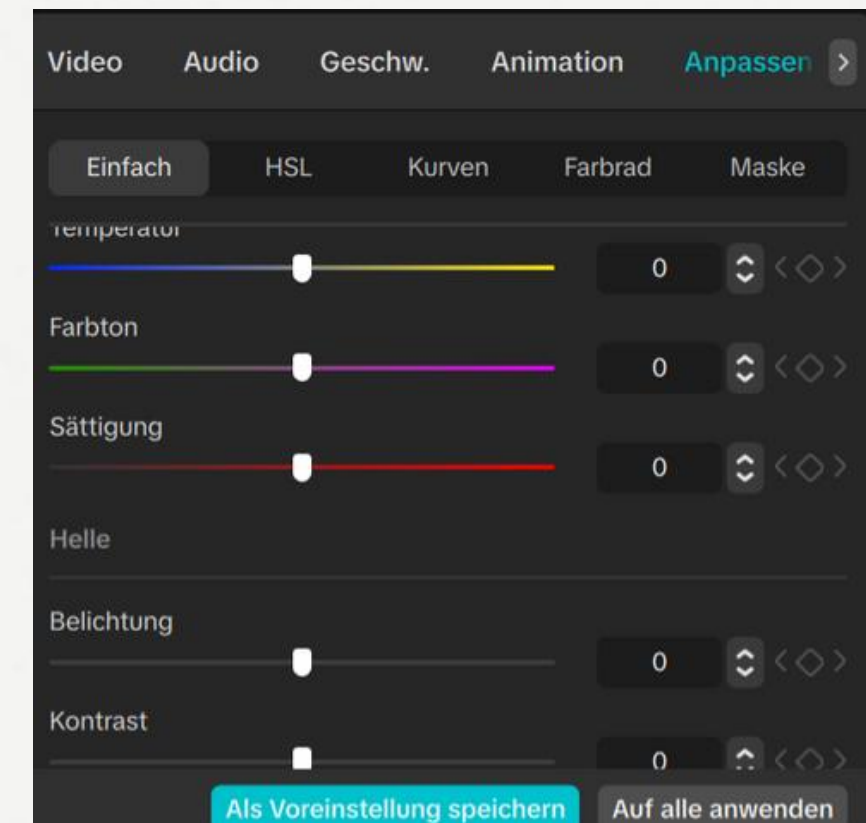 Video Audio Geschw. Animation Anpassen >
Einfach HSL Kurven Farbrad Maske
Temperatur
0
Farbton
0
Sättigung
0
Helle
Belichtung
0
Kontrast
0
Als Voreinstellung speichern Auf alle anwenden